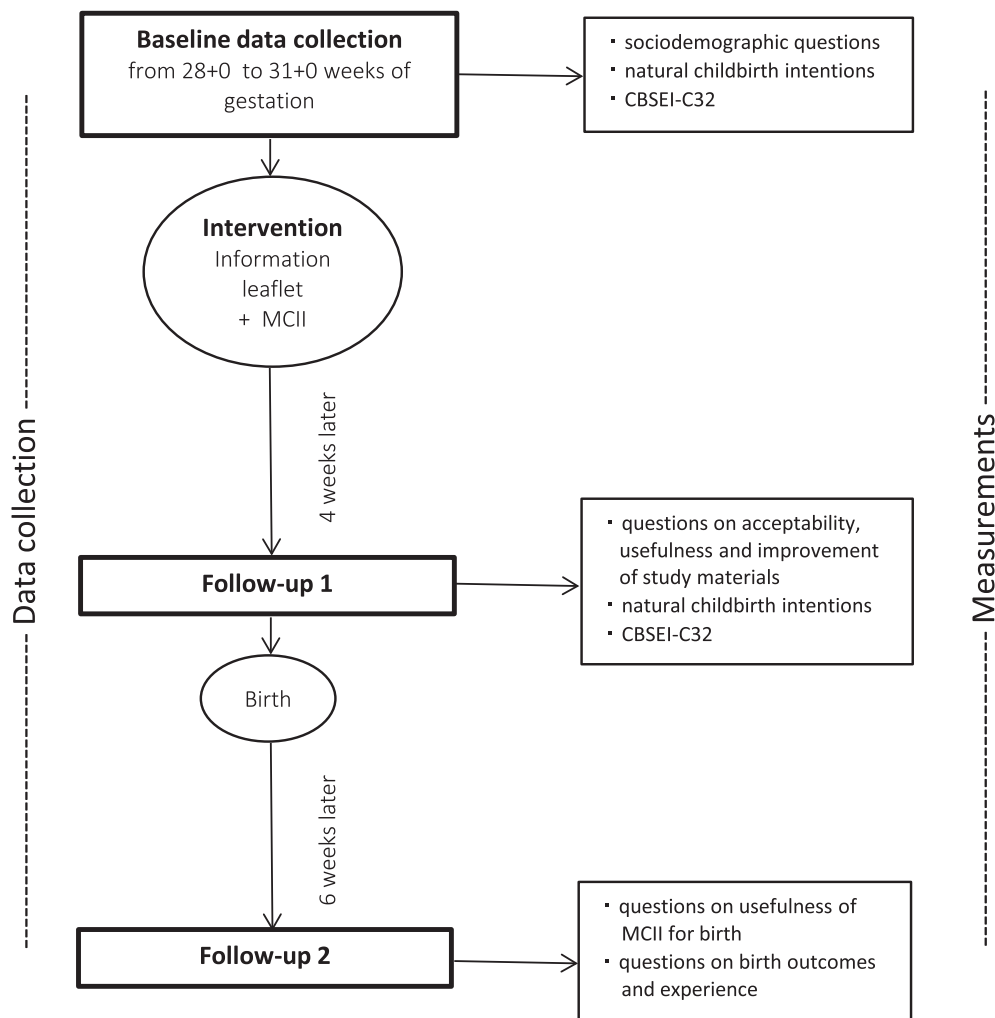 Baseline data collection
from 28+0 to 31+0 weeks of
gestation
▪ sociodemographic questions
▪ natural childbirth intentions
▪ CBSEI-C32
Intervention
Information
leaflet
+ MCII
4 weeks later
Data collection
Measurements
▪ questions on acceptability,
usefulness and improvement
of study materials
▪ natural childbirth intentions
▪ CBSEI-C32
Follow-up 1
Birth
6 weeks later
▪ questions on usefulness of
MCII for birth
▪ questions on birth outcomes
and experience
Follow-up 2